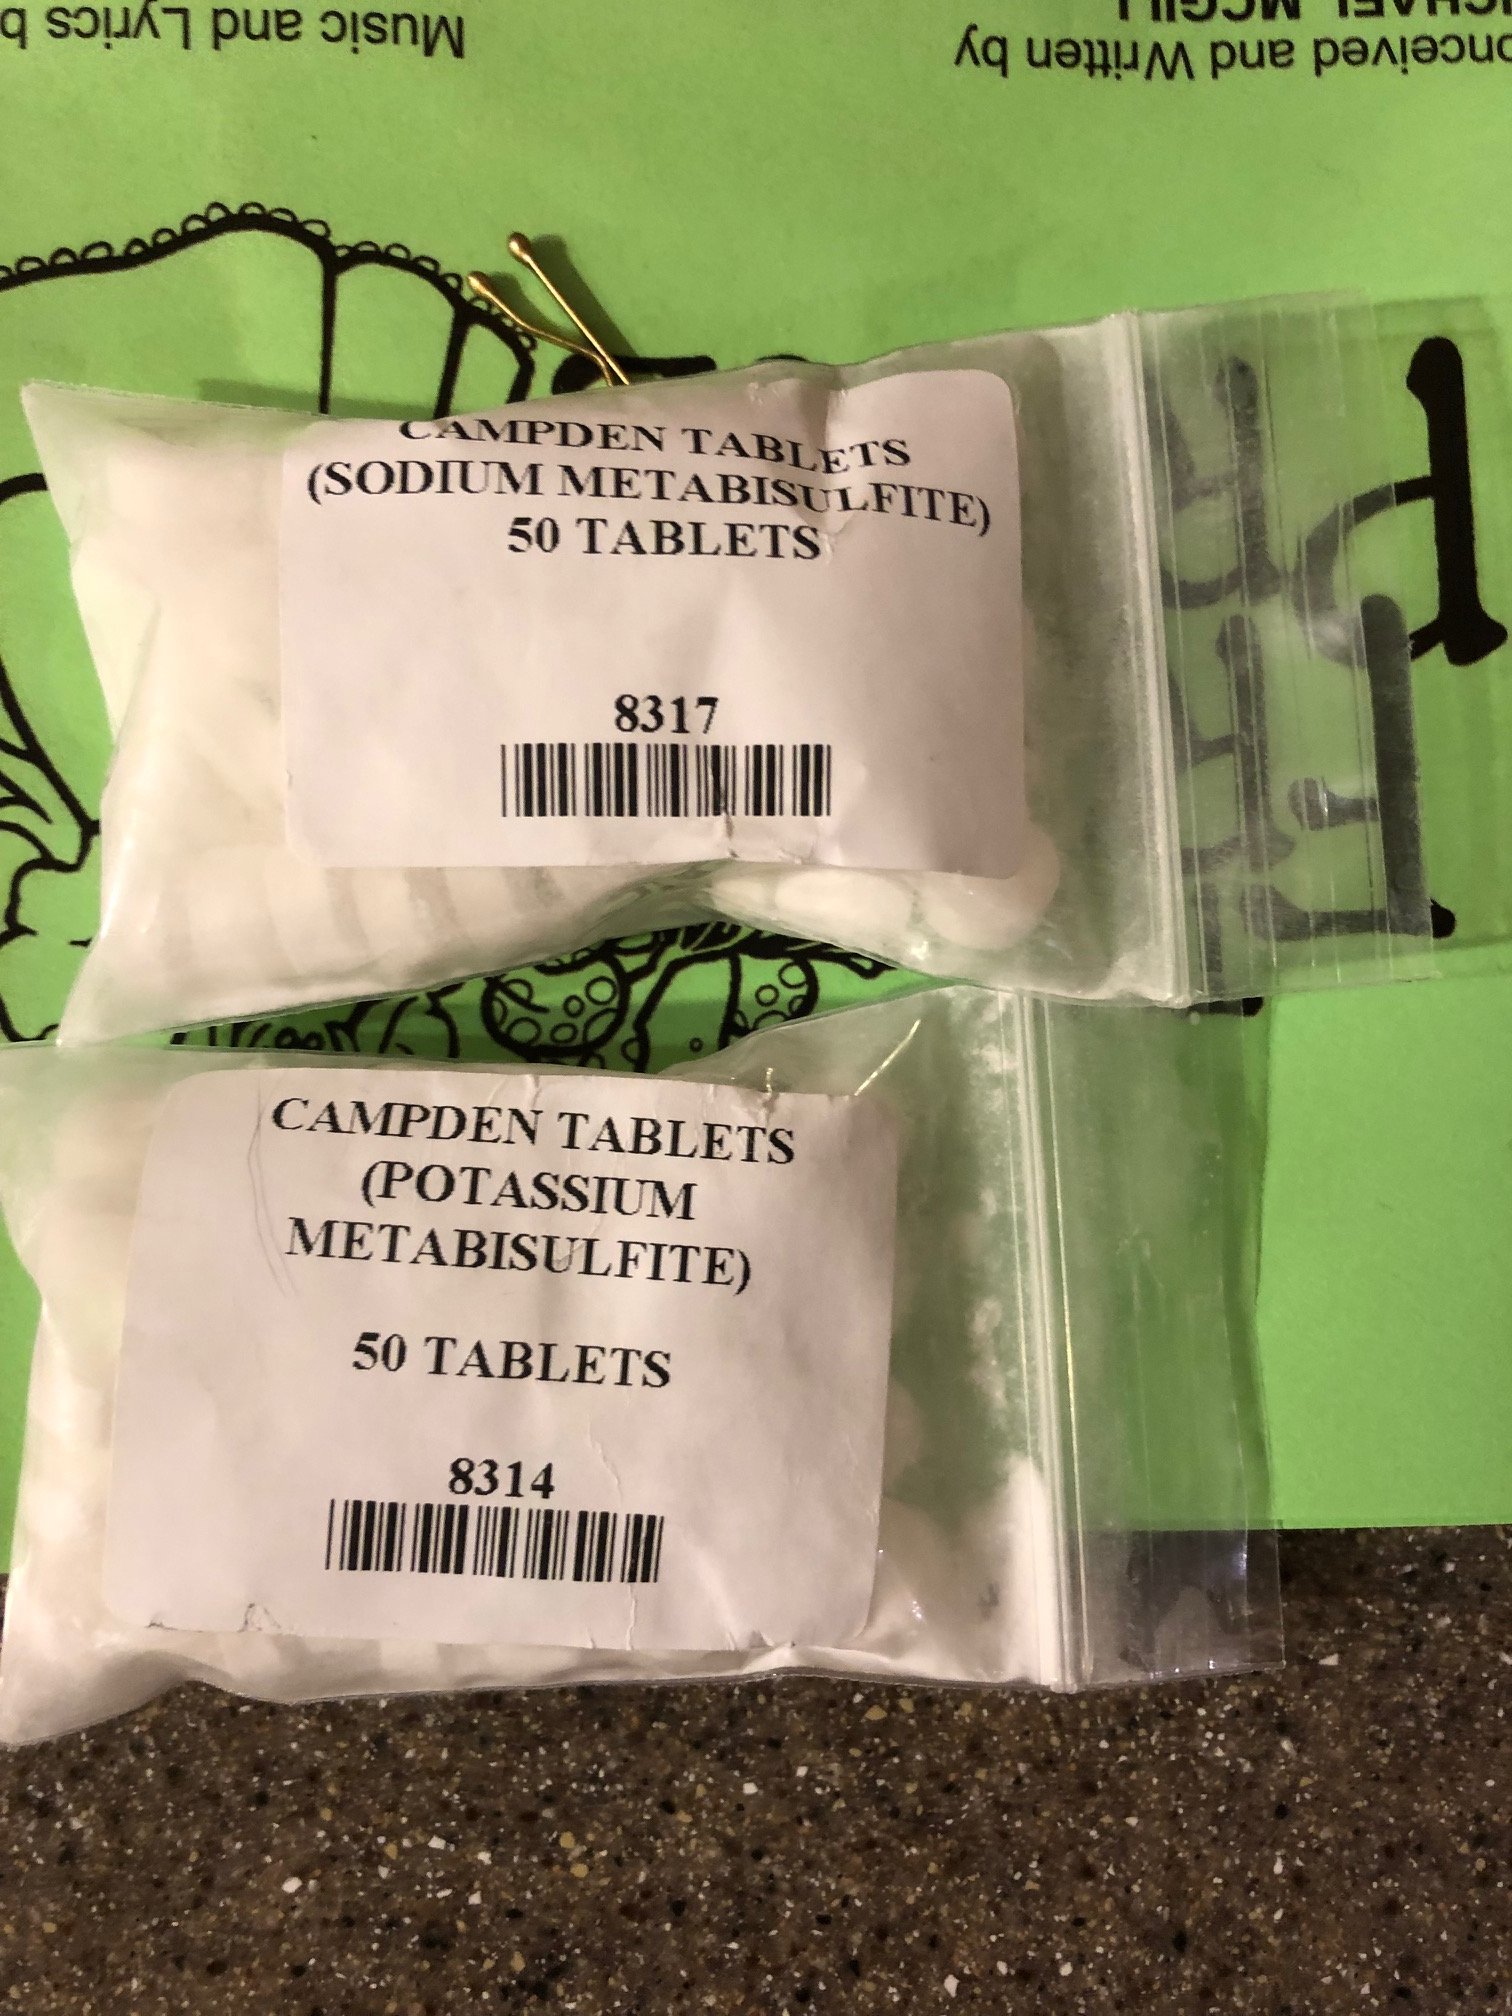 Music and Lyrics b
onceived and Written by
CAMPDEN TABLETS
(SODIUM METABISULFITE)
50 TABLETS
8317
CAMPDEN TABLETS
(POTASSIUM
METABISULFITE)
50 TABLETS
8314